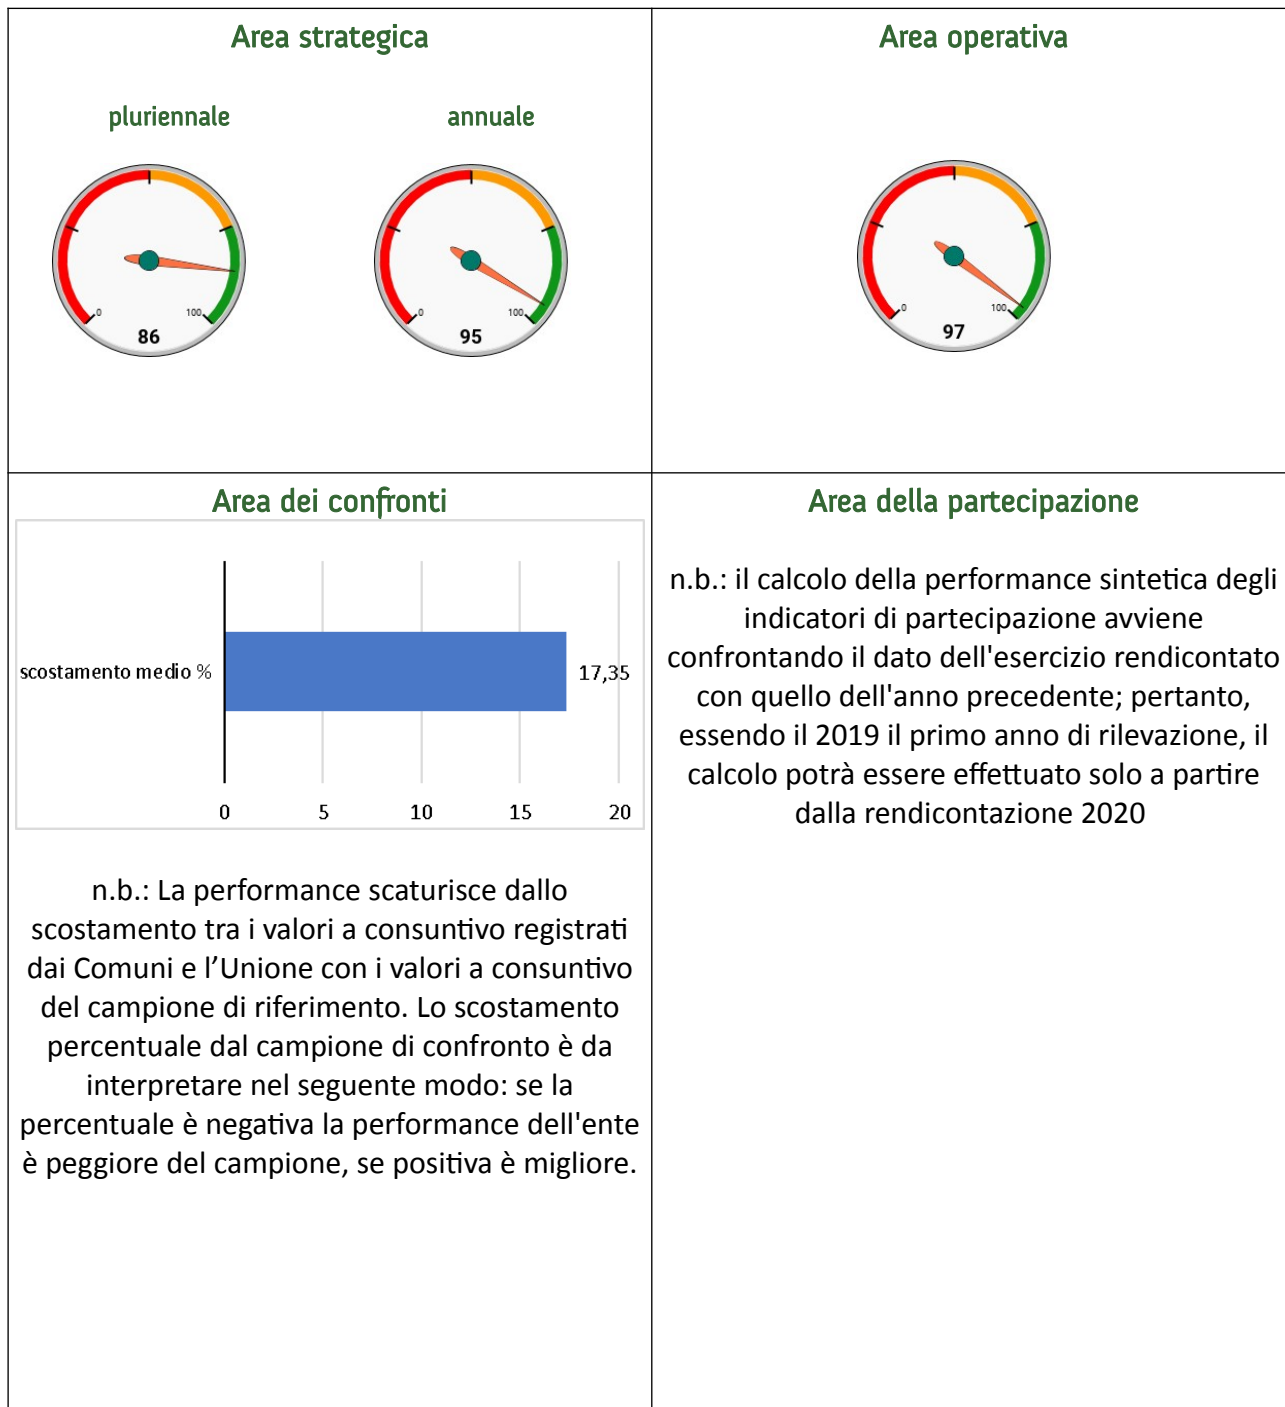 Area strategica
pluriennale
annuale
0
100
86
0
100
95
Area operativa
0
100
97
Area dei confronti
scostamento medio %
17,35
0 5 10 15 20
n.b.: La performance scaturisce dallo
scostamento tra i valori a consuntivo registrati
dai Comuni e l’Unione con i valori a consuntivo
del campione di riferimento. Lo scostamento
percentuale dal campione di confronto è da
interpretare nel seguente modo: se la
percentuale è negativa la performance dell'ente
è peggiore del campione, se positiva è migliore.
Area della partecipazione
n.b.: il calcolo della performance sintetica degli
indicatori di partecipazione avviene
confrontando il dato dell'esercizio rendicontato
con quello dell'anno precedente; pertanto,
essendo il 2019 il primo anno di rilevazione, il
calcolo potrà essere effettuato solo a partire
dalla rendicontazione 2020